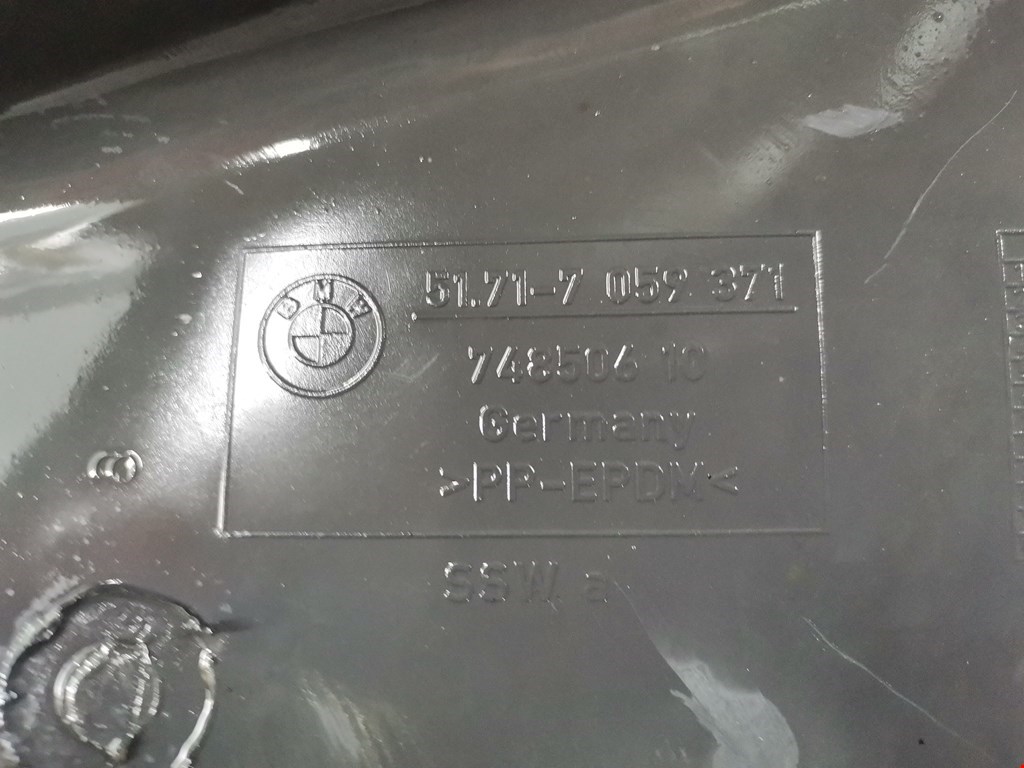 BMW
51.71-7 059 371
748506 10
Germany
>PP-EPDM<
SSW a